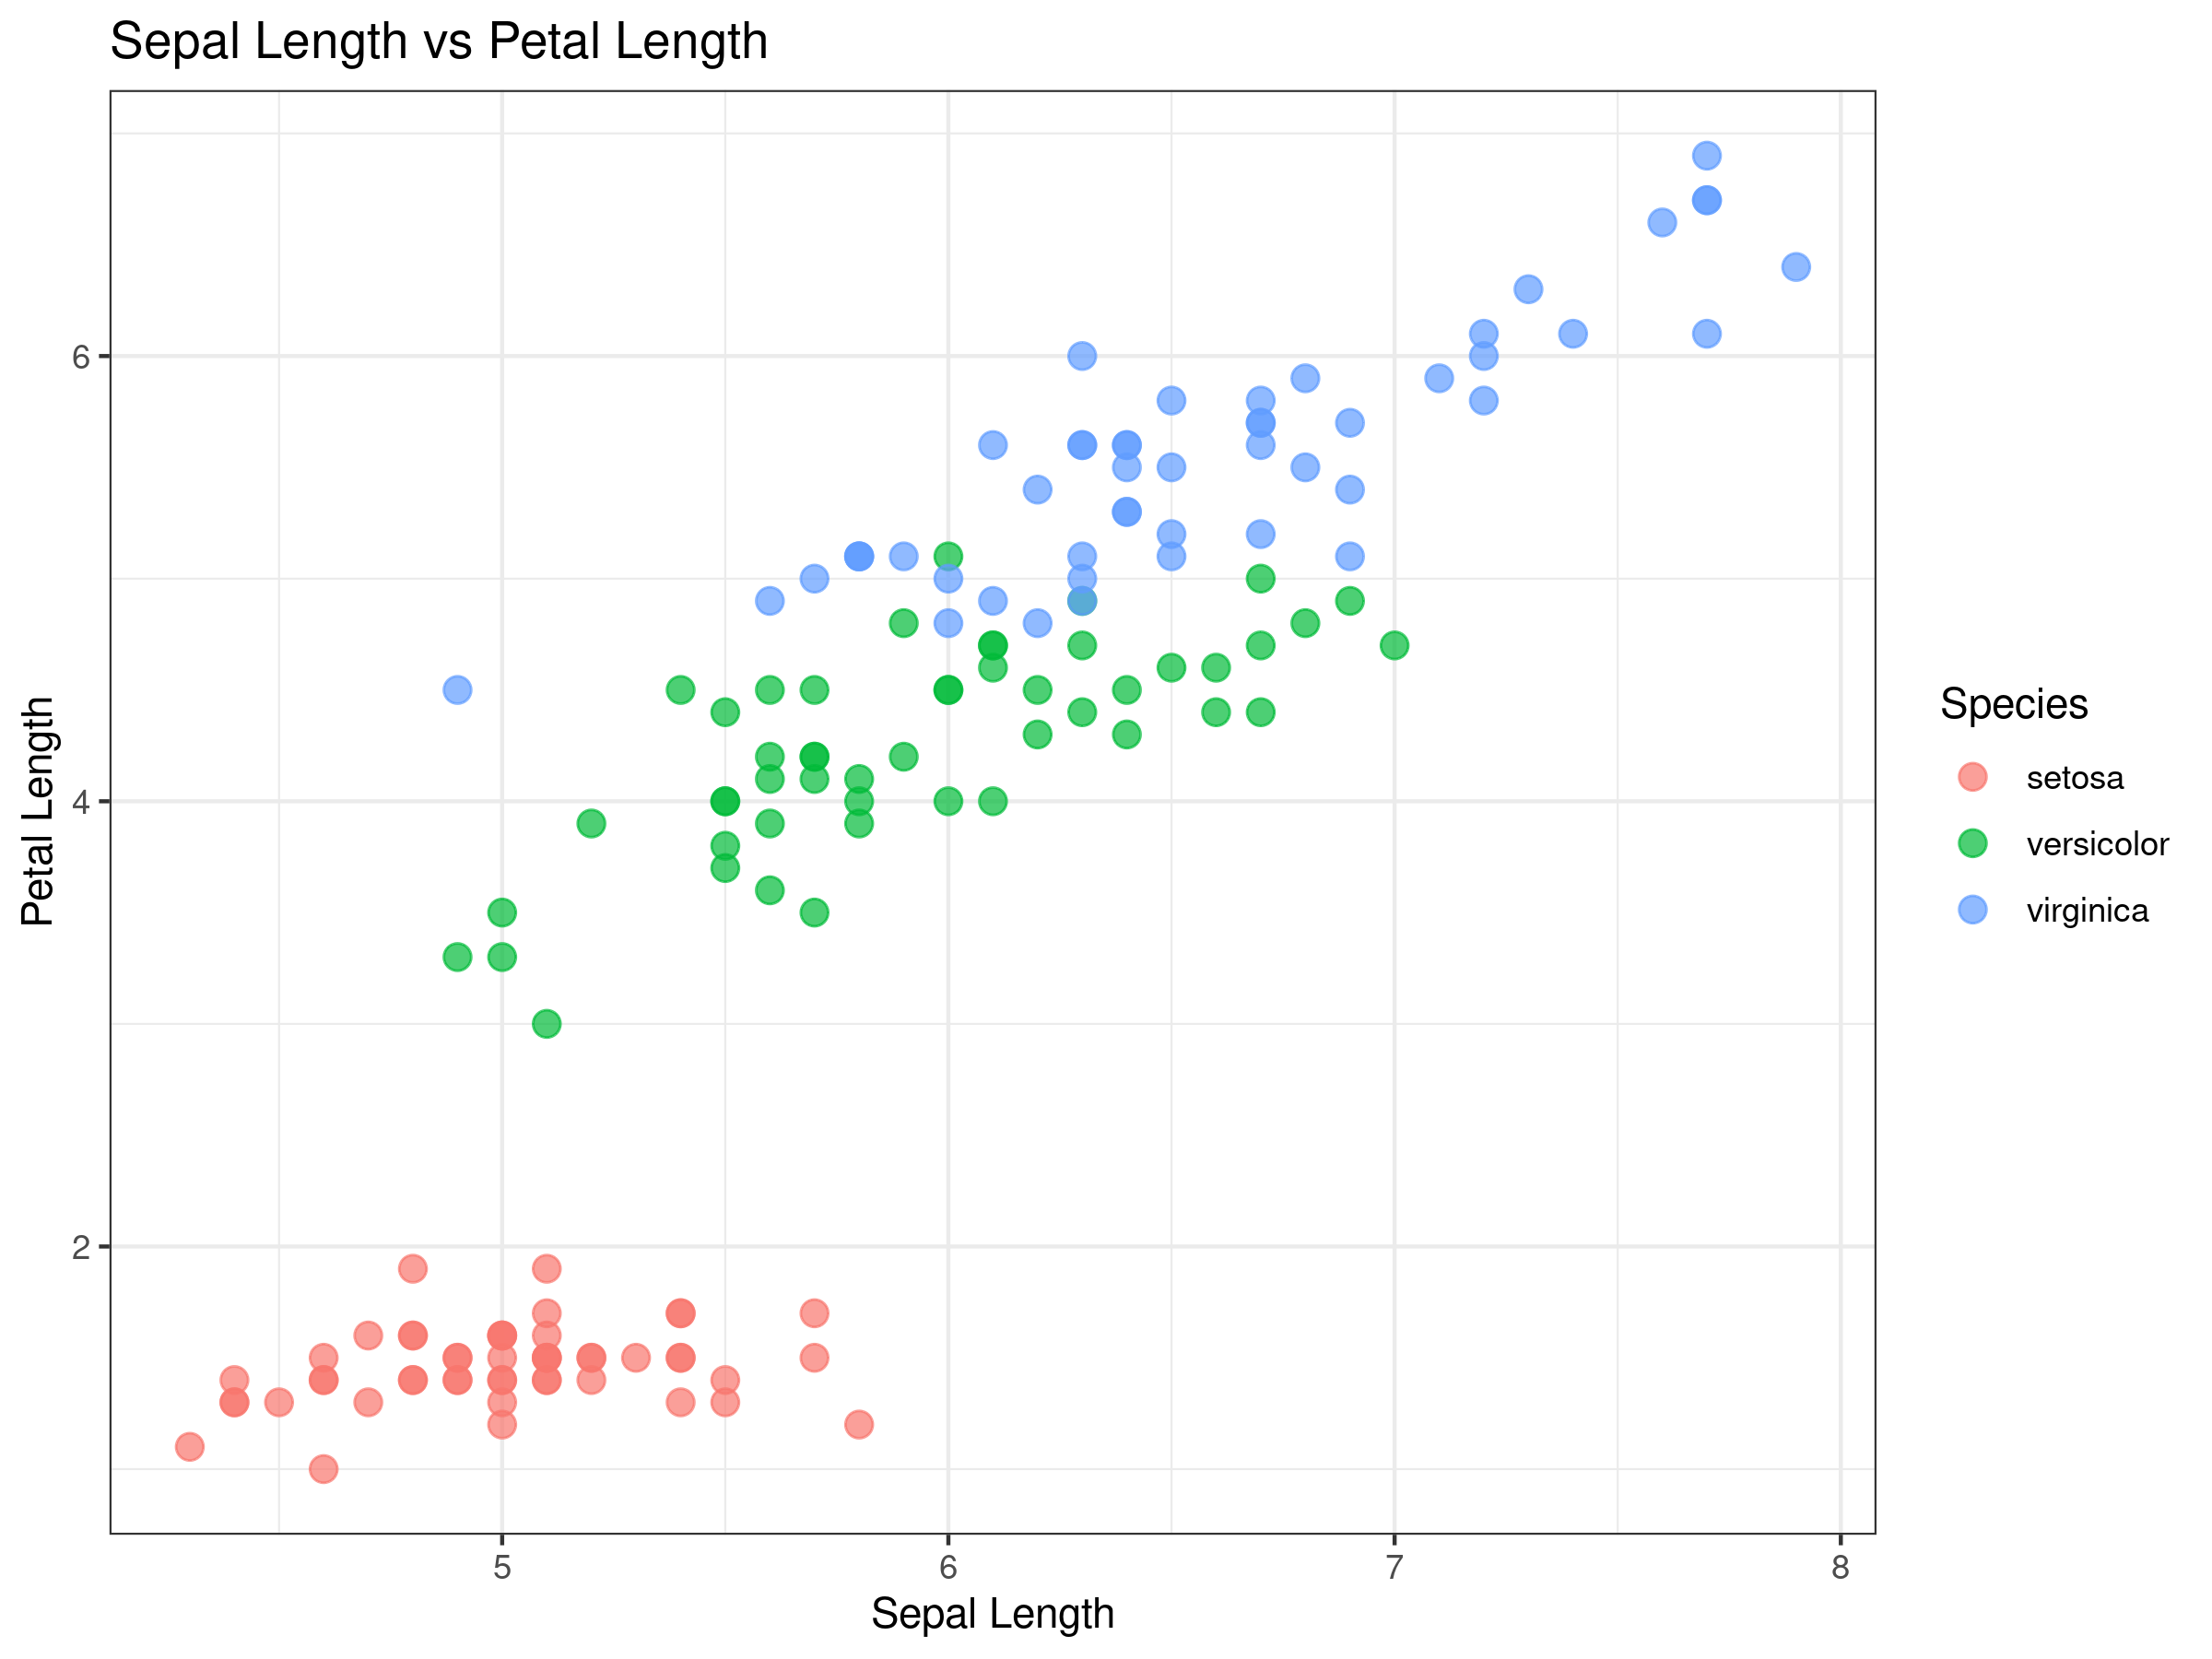 Sepal Length vs Petal Length
6
4
2
Petal Length
5 6 7 8
Sepal Length
Species
setosa
versicolor
virginica